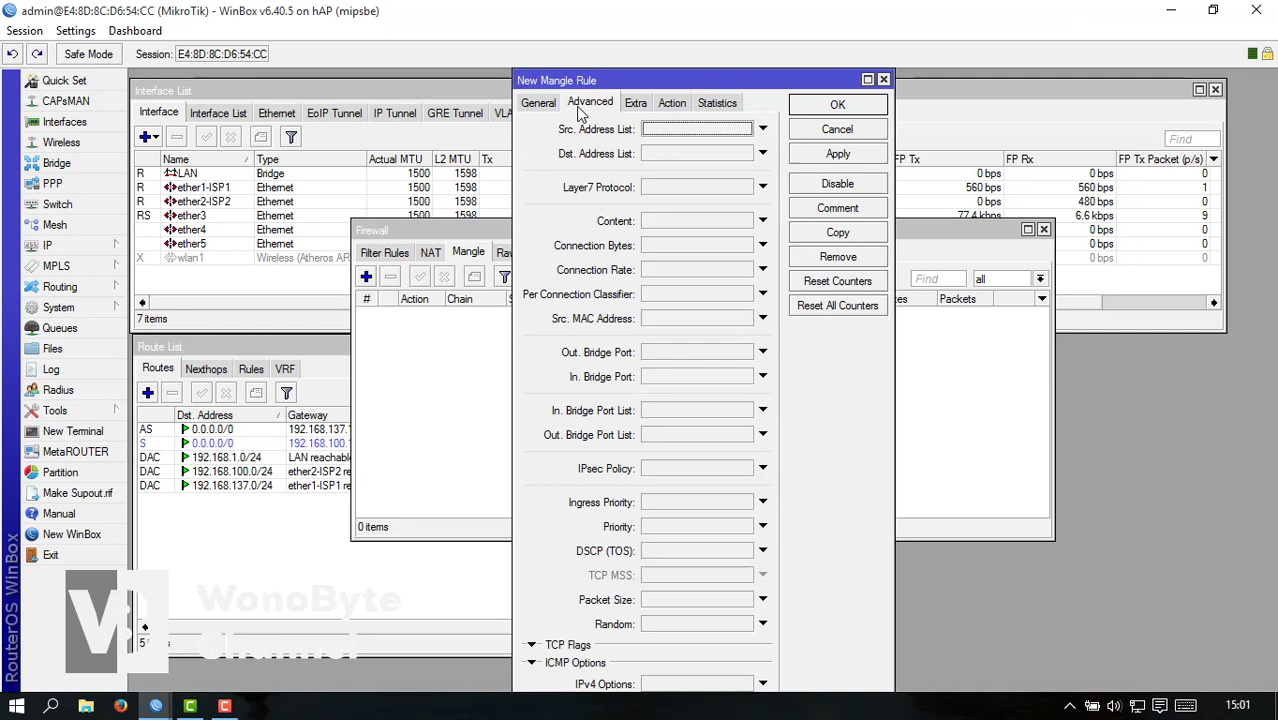 admin@E4:8D:8C:D6:54:CC (MikroTik) - WinBox v6.40.5 on hAP (mipsbe)
Session Settings Dashboard
Safe Mode Session: E4:8D:8C:D6:54:CC
Quick Set
CAPsMAN
Interfaces
Wireless
Bridge
PPP
Switch
Mesh
IP
MPLS
Routing
System
Queues
Files
Log
Radius
Tools
New Terminal
MetaROUTER
Partition
Make Supout.rif
Manual
New WinBox
Exit
RouterOS WinBox
Interface List
Interface Interface List Ethernet EoIP Tunnel IP Tunnel GRE Tunnel VLA
Find
Name Type Actual MTU L2 MTU Tx FP Tx FP Rx FP Tx Packet (p/s)
R LAN Bridge 1500 1598 0 bps 0 bps 0
R ether1-ISP1 Ethernet 1500 1598 560 bps 560 bps 1
R ether2-ISP2 Ethernet 1500 1598 0 bps 480 bps 0
RS ether3 Ethernet 1500 1598 77.4 kbps 6.6 kbps 9
ether4 Ethernet 0 bps 0
ether5 Ethernet 0 bps 0
X wlan1 Wireless (Atheros AR 0 bps 0
7 items
Firewall
Filter Rules NAT Mangle Raw
Find all
# Action Chain S tes Packets
0 items
Route List
Routes Nexthops Rules VRF
Dst. Address Gateway
AS 0.0.0.0/0 192.168.137.1
S 0.0.0.0/0 192.168.100.
DAC 192.168.1.0/24 LAN reachable
DAC 192.168.100.0/24 ether2-ISP2 re
DAC 192.168.137.0/24 ether1-ISP1 re
5
New Mangle Rule
General Advanced Extra Action Statistics
Src. Address List:
Dst. Address List:
Layer7 Protocol:
Content:
Connection Bytes:
Connection Rate:
Per Connection Classifier:
Src. MAC Address:
Out. Bridge Port:
In. Bridge Port:
In. Bridge Port List:
Out. Bridge Port List:
IPsec Policy:
Ingress Priority:
Priority:
DSCP (TOS):
TCP MSS:
Packet Size:
Random:
TCP Flags
ICMP Options
IPv4 Options:
OK
Cancel
Apply
Disable
Comment
Copy
Remove
Reset Counters
Reset All Counters
WonoByte
Channel
15:01